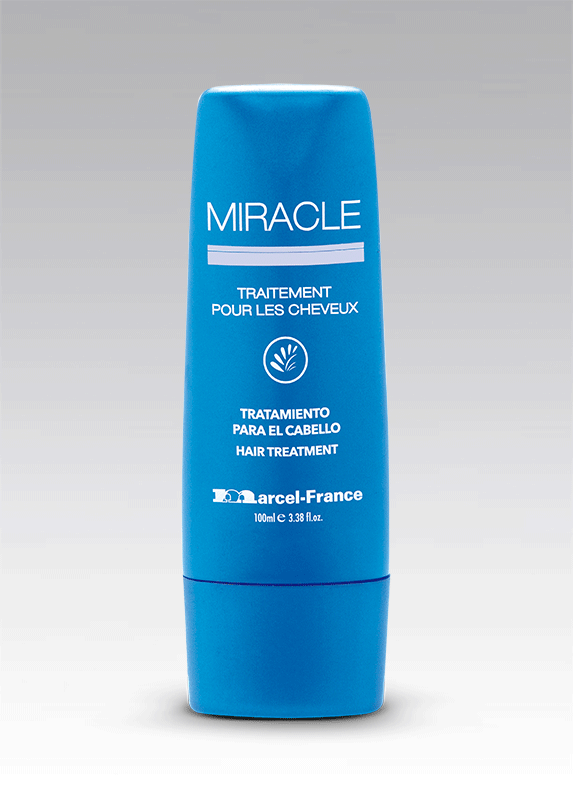 MIRACLE
TRAITEMENT
POUR LES CHEVEUX
TRATAMIENTO
PARA EL CABELLO
HAIR TREATMENT
marcel-France
100ml ℮ 3.38 fl.oz.